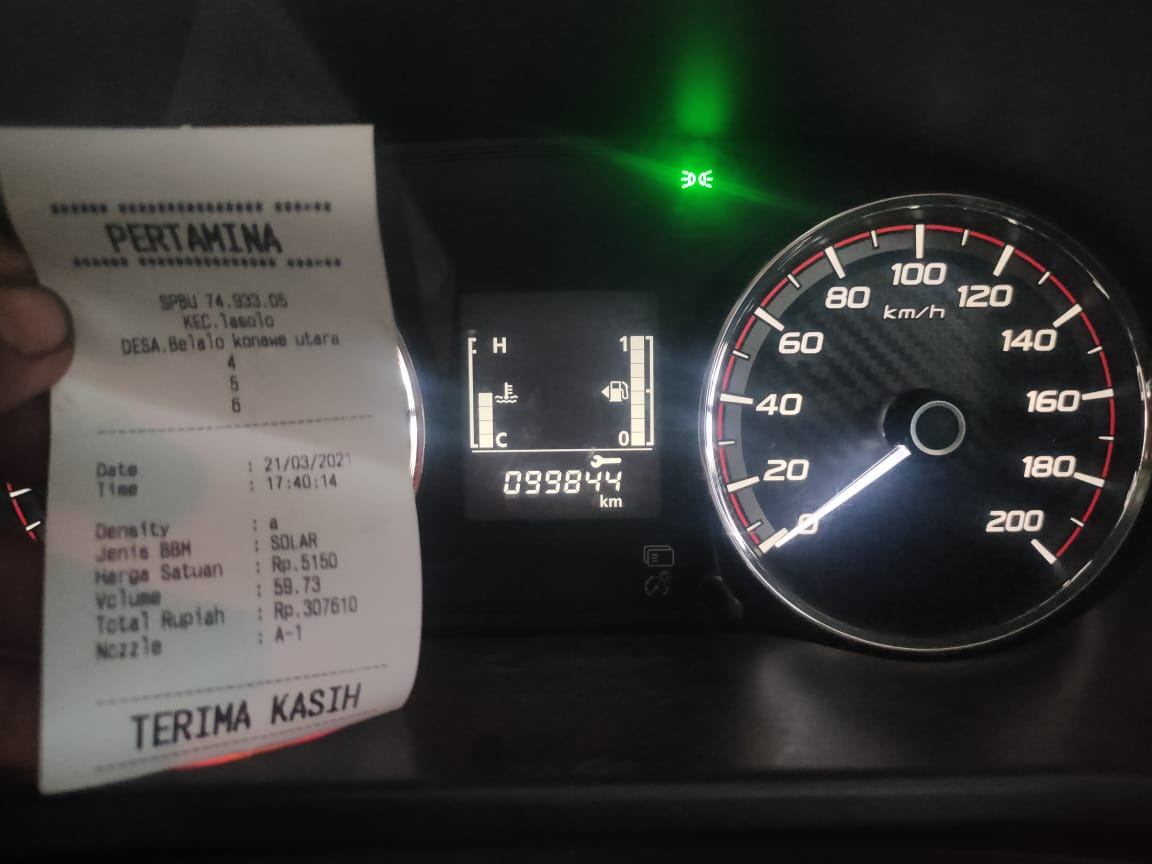 PERTAMINA
SPBU 74.933.05
KEC.lasolo
DESA.Belalo konawe utara
4
5
6
Date : 21/03/2021
Time : 17:40:14
Density : a
Jenis BBM : SOLAR
Harga Satuan : Rp.5150
Volume : 59.73
Total Rupiah : Rp.307610
Nozzle : A-1
TERIMA KASIH
H
C
1
0
099844
km
0
20
40
60
80
100
120
140
160
180
200
km/h